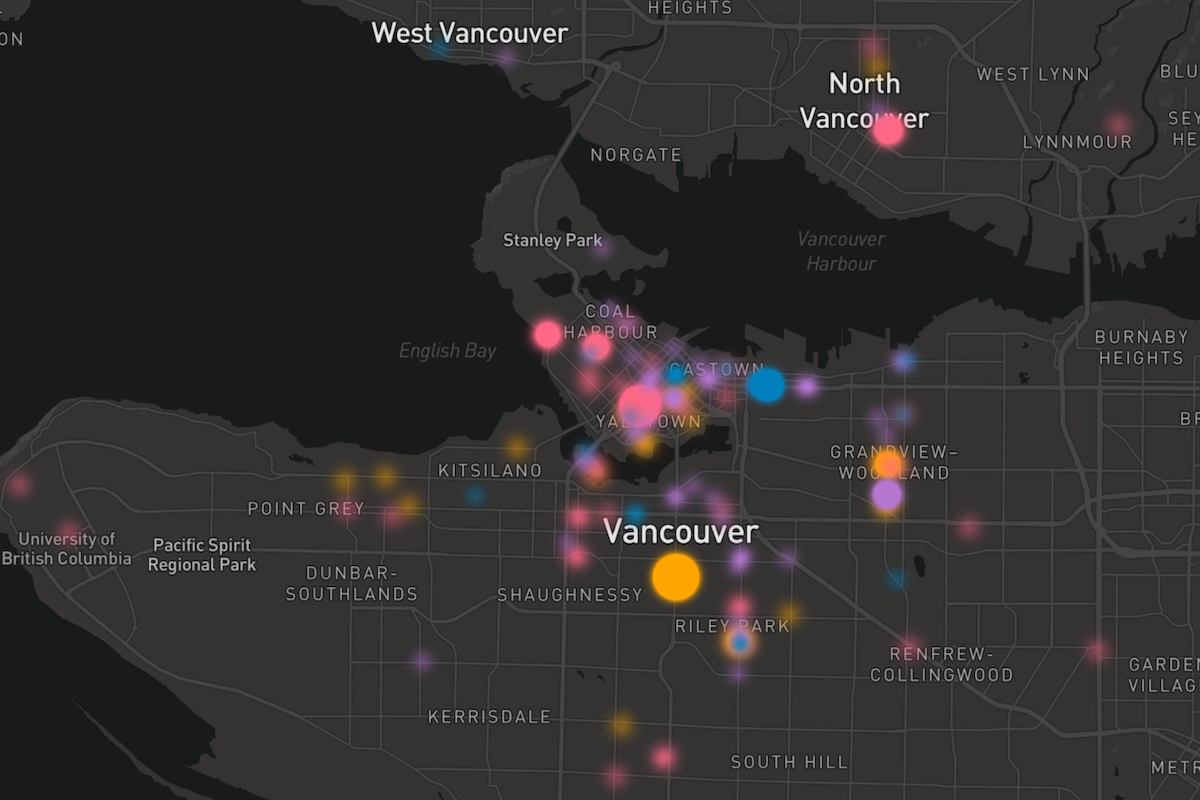 HEIGHTS
West Vancouver
ON
North
Vancouver
WEST LYNN
BLU
SEY
HE
LYNNMOUR
NORGATE
Stanley Park
Vancouver
Harbour
COAL
HARBOUR
English Bay
BURNABY
HEIGHTS
GASTOWN
YALETOWN
GRANDVIEW-
WOODLAND
KITSILANO
POINT GREY
University of
British Columbia
Pacific Spirit
Regional Park
Vancouver
DUNBAR-
SOUTHLANDS
SHAUGHNESSY
RILEY PARK
RENFREW-
COLLINGWOOD
GARDEN
VILLAG
KERRISDALE
SOUTH HILL
METR